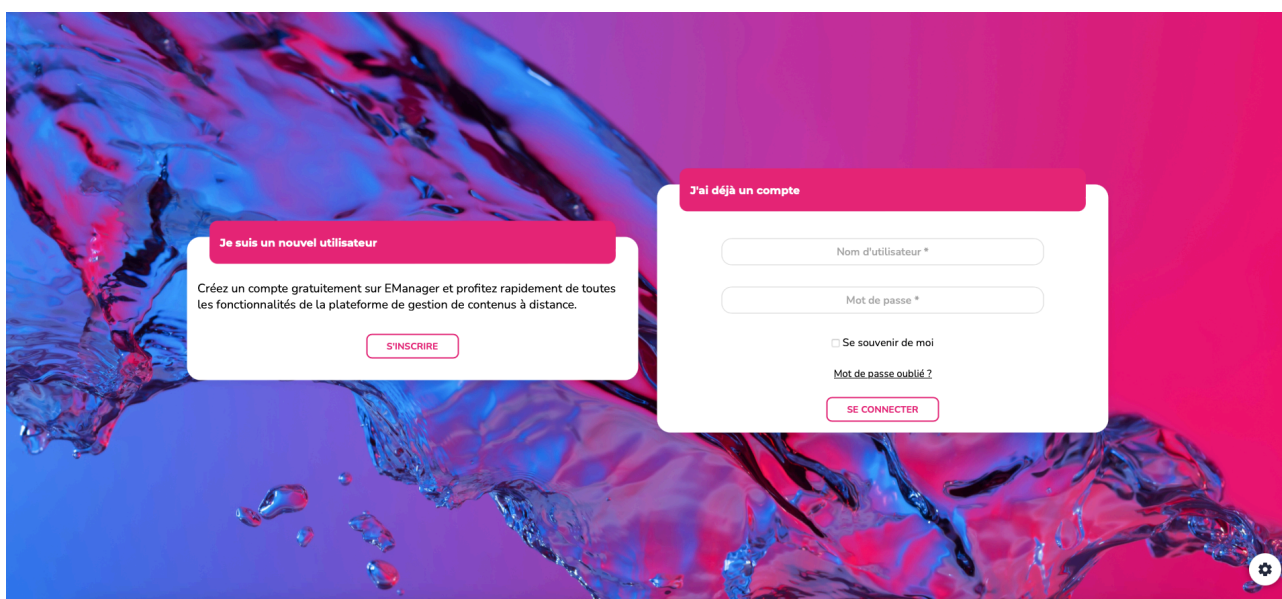 Je suis un nouvel utilisateur
Créez un compte gratuitement sur EManager et profitez rapidement de toutes
les fonctionnalités de la plateforme de gestion de contenus à distance.
S'INSCRIRE
J'ai déjà un compte
Nom d'utilisateur *
Mot de passe *
Se souvenir de moi
Mot de passe oublié ?
SE CONNECTER